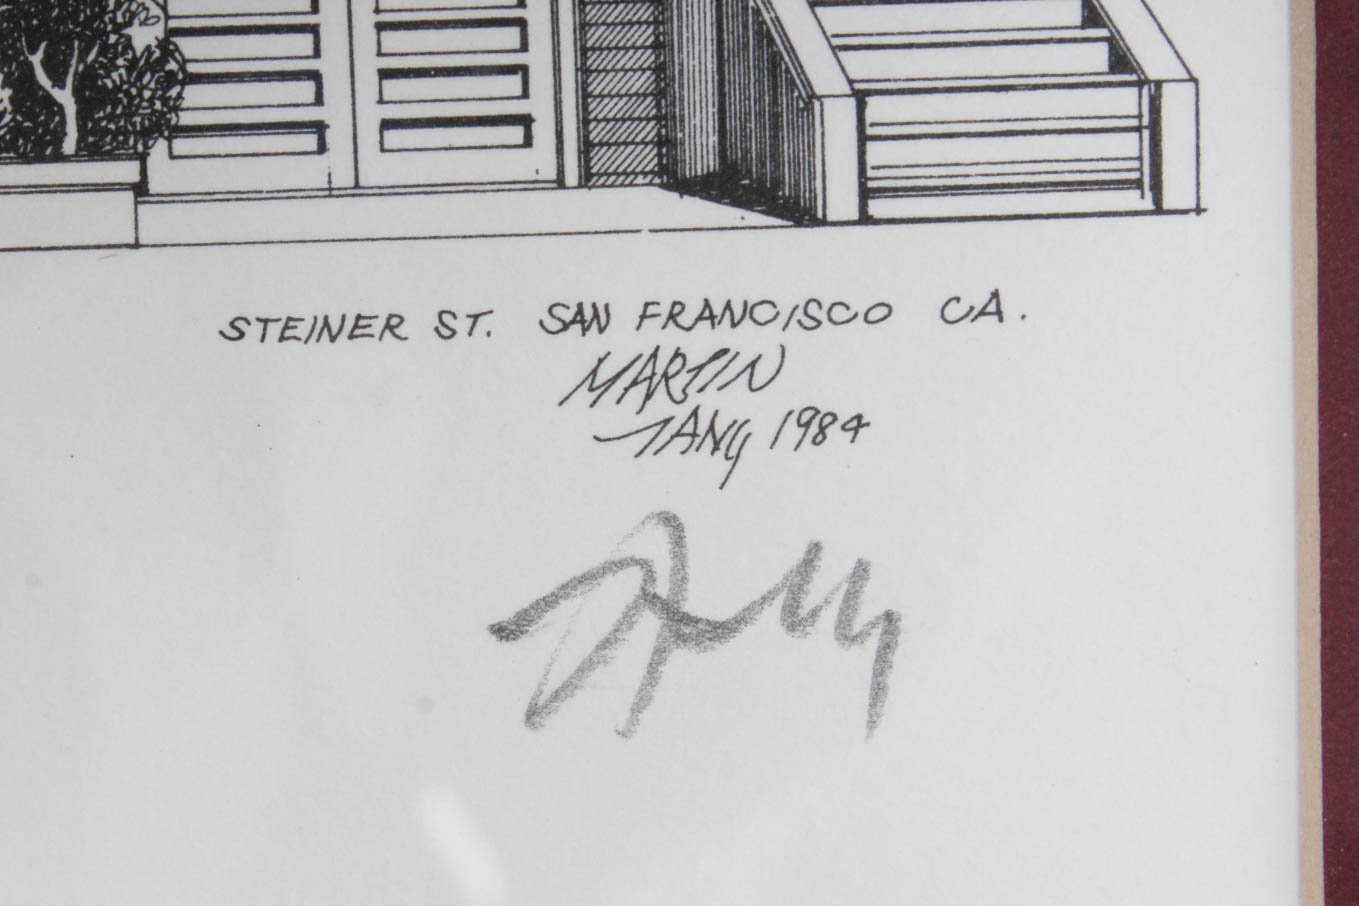 STEINER ST. SAN FRANCISCO CA.
MARTIN
TANG 1984